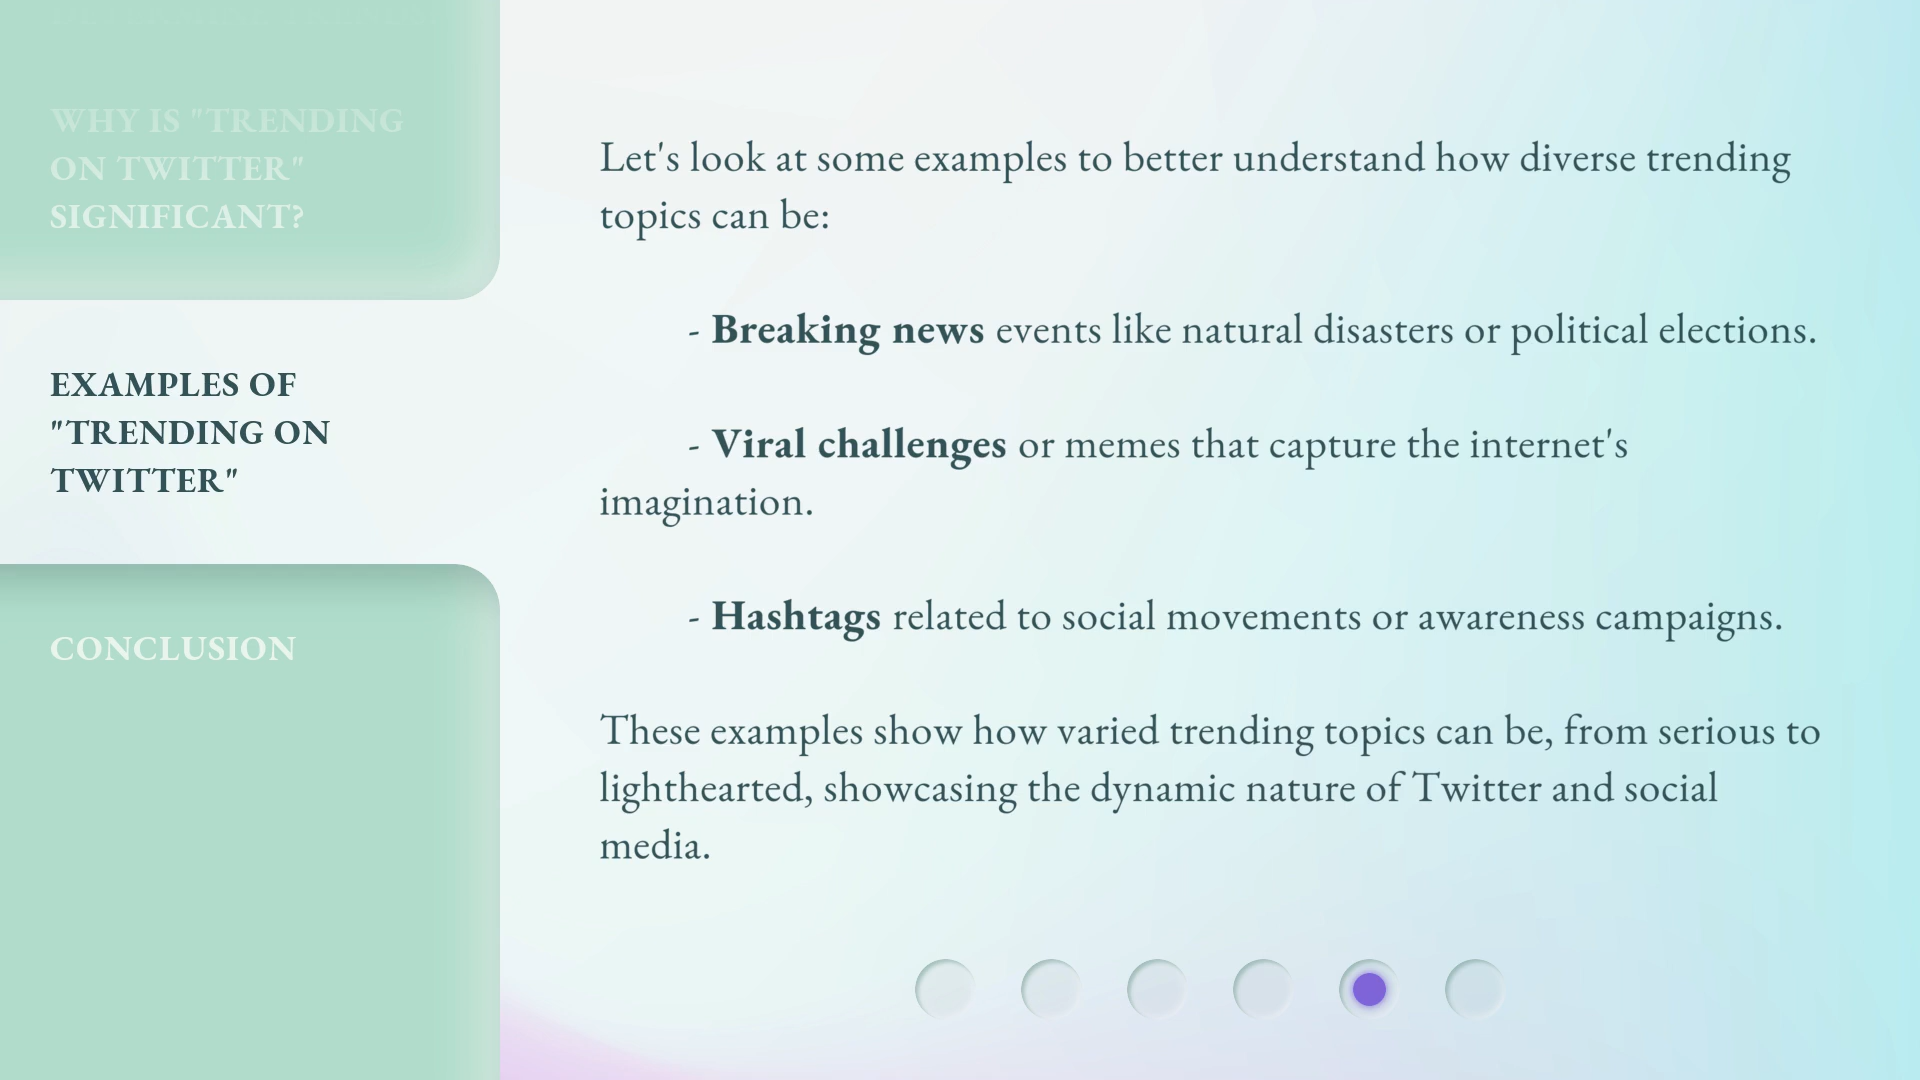 WHY IS "TRENDING
ON TWITTER"
SIGNIFICANT?
EXAMPLES OF
"TRENDING ON
TWITTER"
CONCLUSION
Let's look at some examples to better understand how diverse trending
topics can be:
- Breaking news events like natural disasters or political elections.
- Viral challenges or memes that capture the internet's
imagination.
- Hashtags related to social movements or awareness campaigns.
These examples show how varied trending topics can be, from serious to
lighthearted, showcasing the dynamic nature of Twitter and social
media.